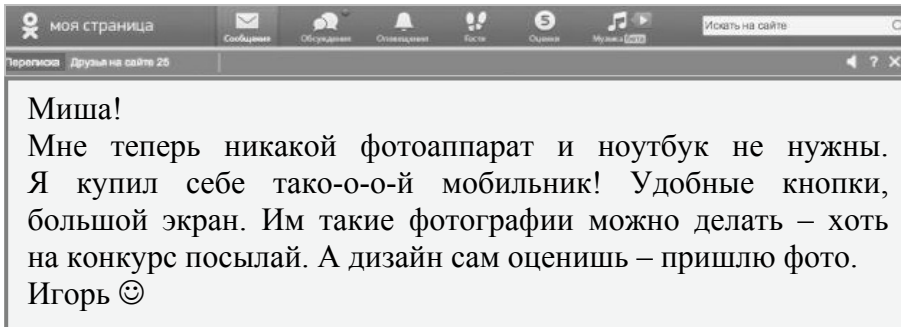 моя страница
Сообщения Обсуждения Оповещения Гости Оценки Музыка бета
5
Искать на сайте
Переписка Друзья на сайте 25
? X
Миша!
Мне теперь никакой фотоаппарат и ноутбук не нужны.
Я купил себе тако-о-о-й мобильник! Удобные кнопки,
большой экран. Им такие фотографии можно делать – хоть
на конкурс посылай. А дизайн сам оценишь – пришлю фото.
Игорь ☺